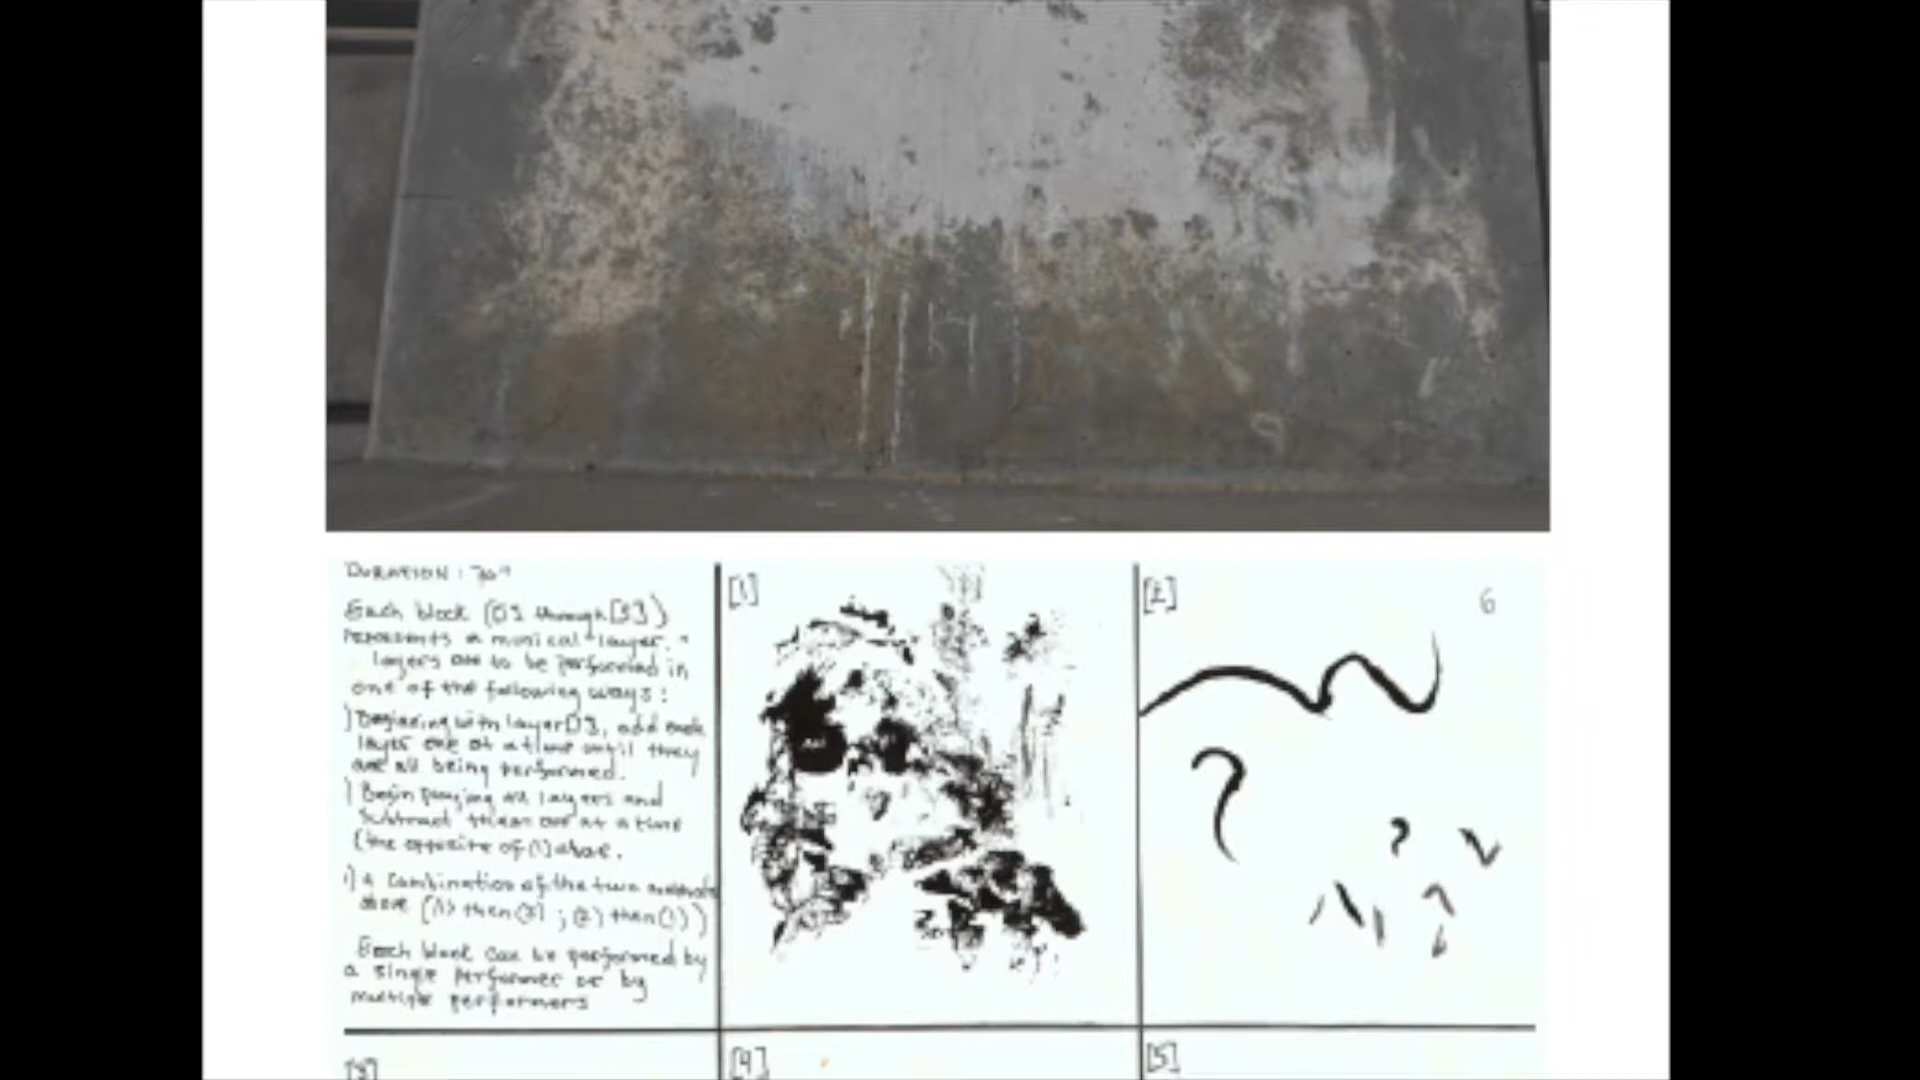 DURATION: 30"
Each block ([1] through [3])
represents a musical "layer."
layers are to be performed in
one of the following ways:
) Beginning with layer [1], add each
layer one at a time until they
are all being performed.
) Begin playing all layers and
subtract them one at a time
(the opposite of (1) above.
) A combination of the two methods
above ((1) then (2) ; (2) then (1))
Each block can be performed by
a single performer or by
multiple performers
[1]
[2]
6
[3]
[4]
[5]